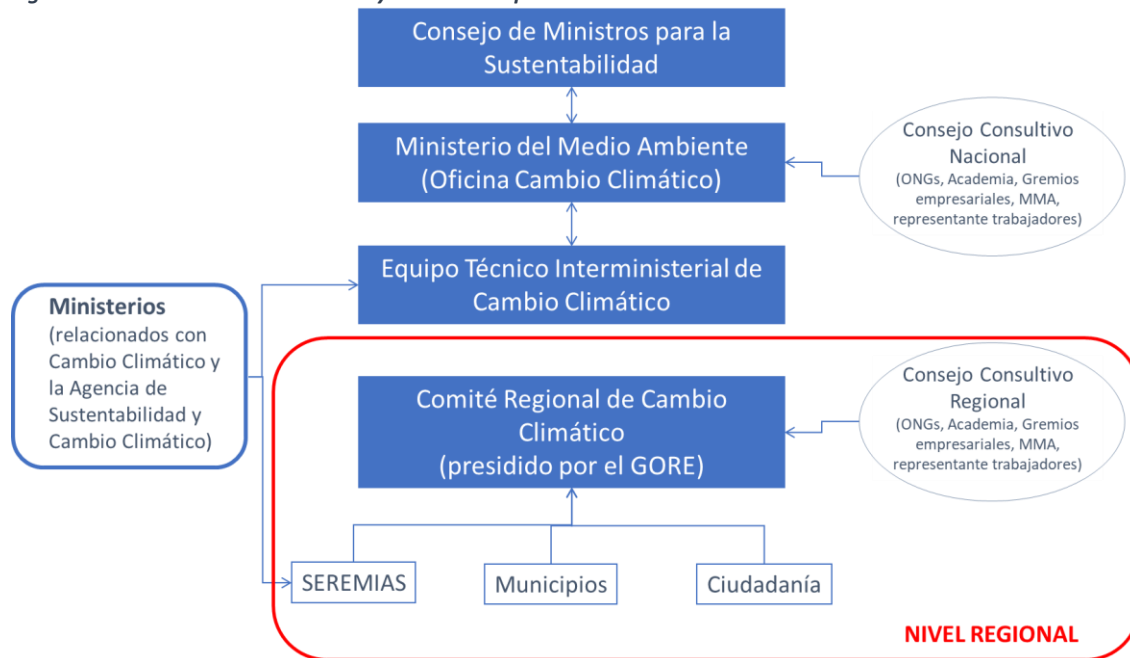 Consejo de Ministros para la
Sustentabilidad
Ministerio del Medio Ambiente
(Oficina Cambio Climático)
Consejo Consultivo
Nacional
(ONGs, Academia, Gremios
empresariales, MMA,
representante trabajadores)
Equipo Técnico Interministerial de
Cambio Climático
Ministerios
(relacionados con
Cambio Climático y
la Agencia de
Sustentabilidad y
Cambio Climático)
Comité Regional de Cambio
Climático
(presidido por el GORE)
Consejo Consultivo
Regional
(ONGs, Academia, Gremios
empresariales, MMA,
representante trabajadores)
SEREMIAS
Municipios
Ciudadanía
NIVEL REGIONAL